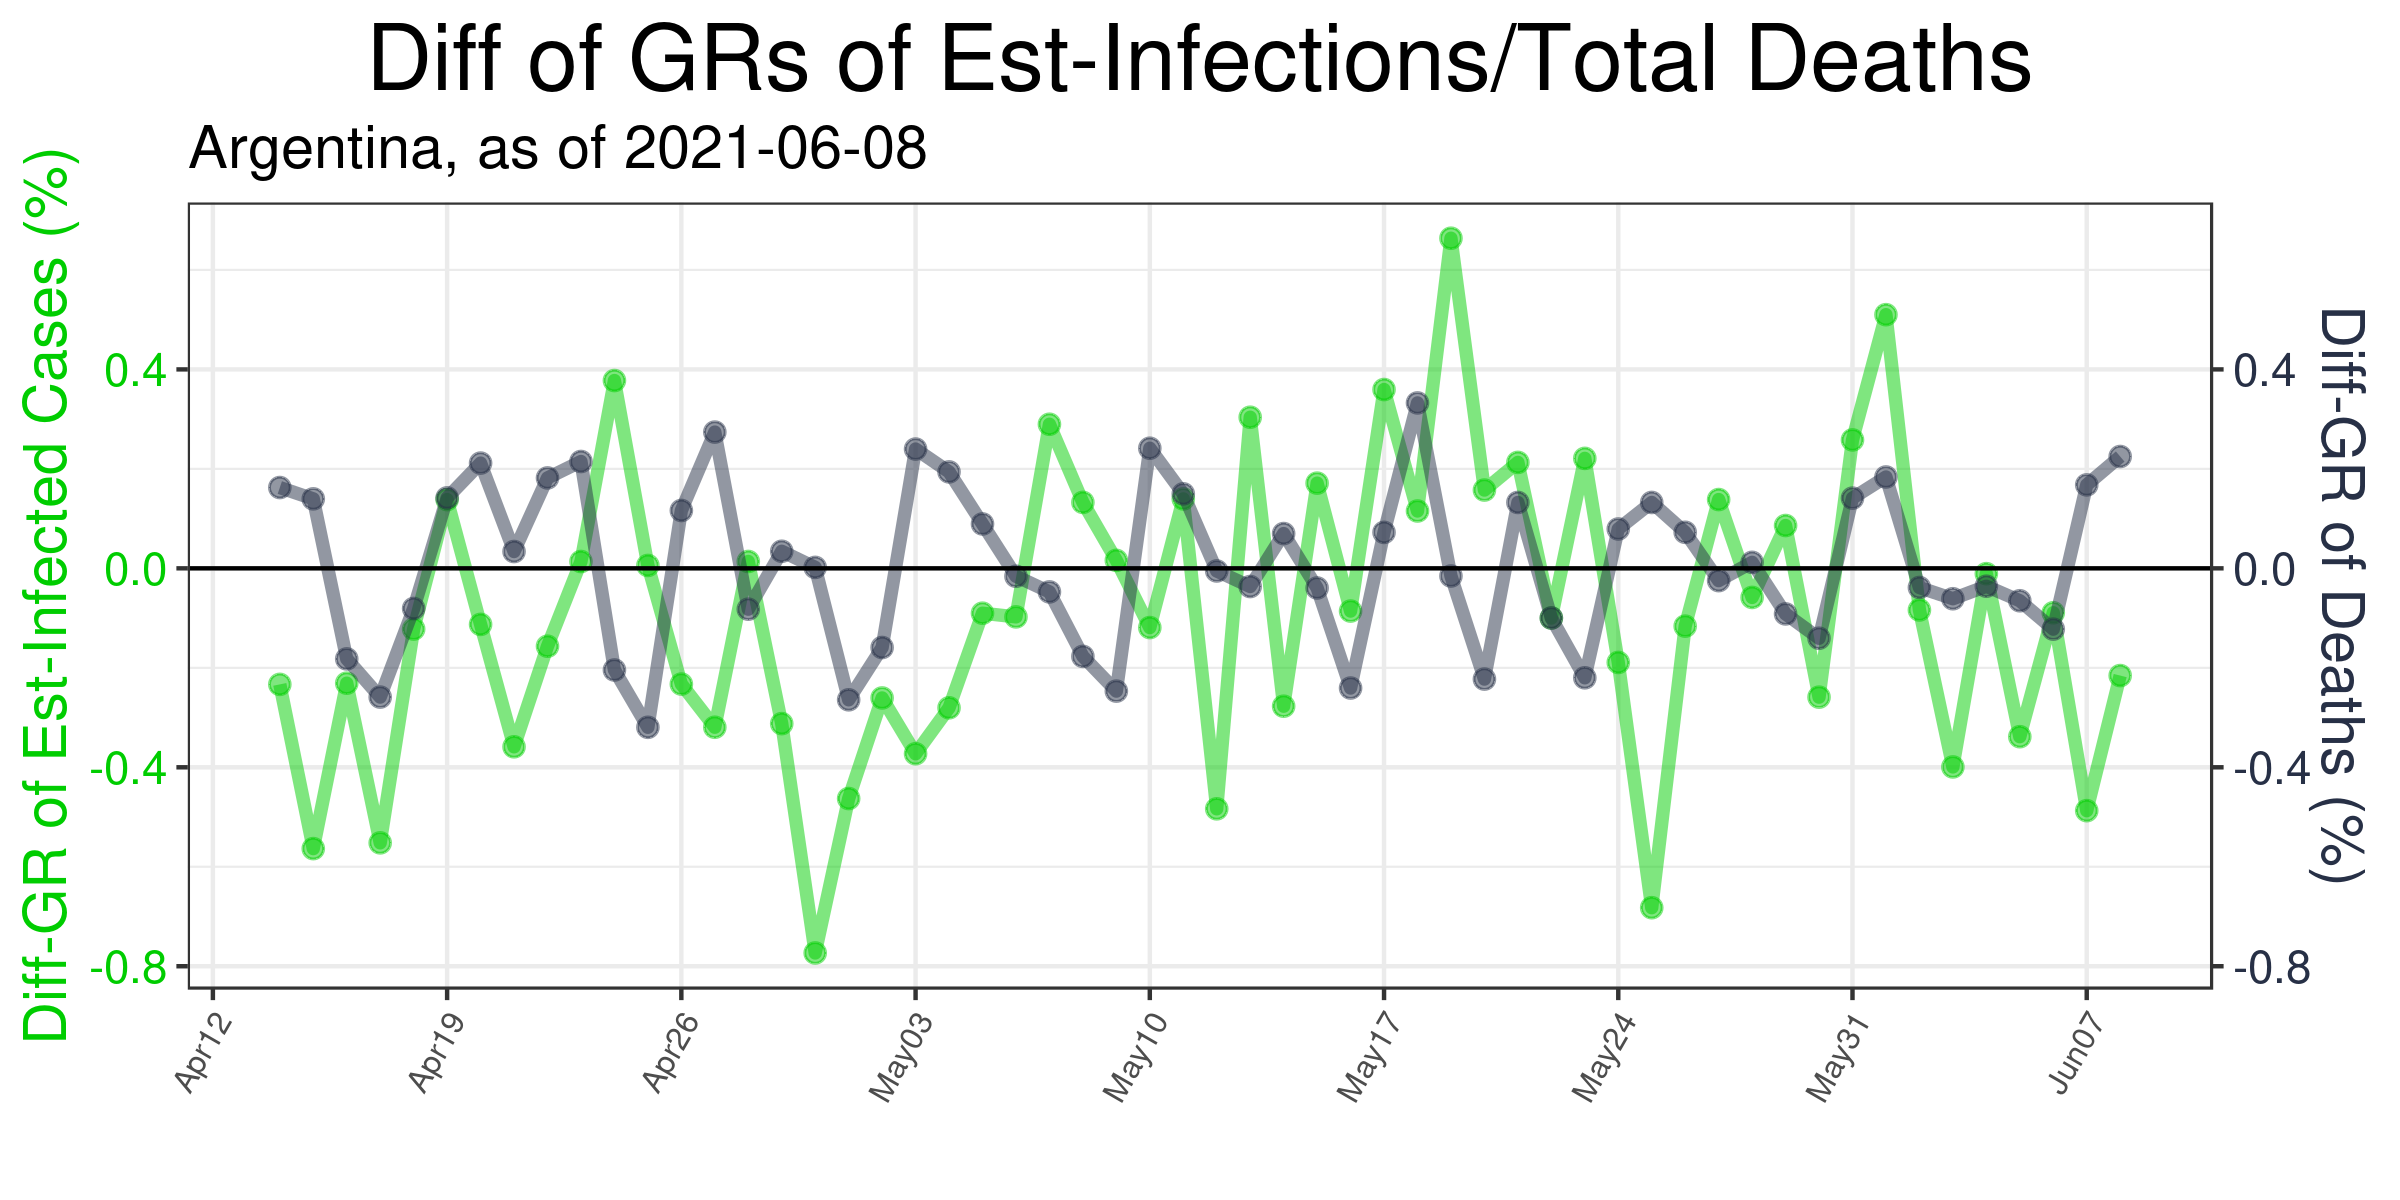 Diff of GRs of Est-Infections/Total Deaths
Argentina, as of 2021-06-08
Diff-GR of Est-Infected Cases (%)
0.4
0.0
-0.4
-0.8
0.4
0.0
-0.4
-0.8
Diff-GR of Deaths (%)
Apr12
Apr19
Apr26
May03
May10
May17
May24
May31
Jun07